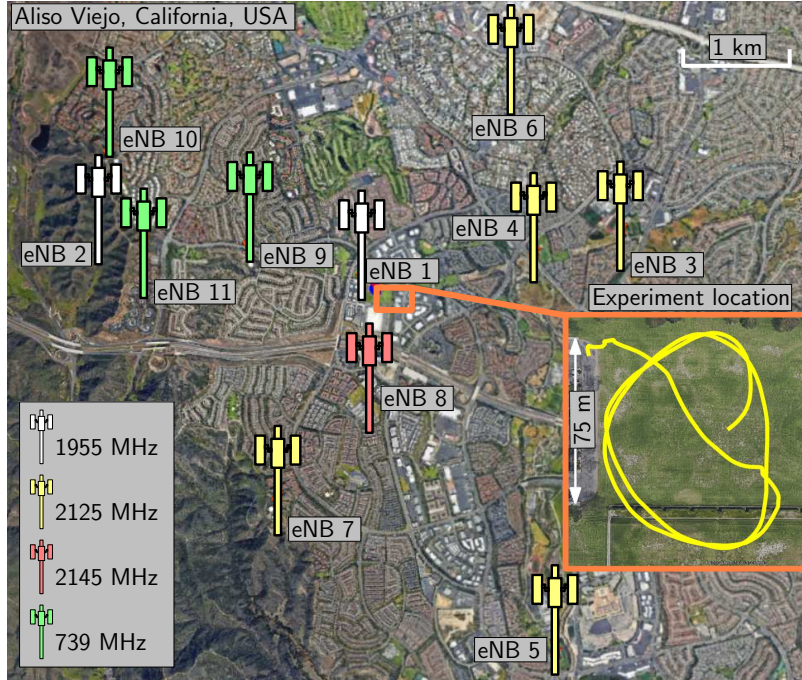 Aliso Viejo, California, USA
1 km
eNB 6
eNB 10
eNB 4
eNB 3
eNB 2
eNB 9
eNB 1
eNB 11
Experiment location
75 m
eNB 8
1955 MHz
2125 MHz
eNB 7
2145 MHz
739 MHz
eNB 5